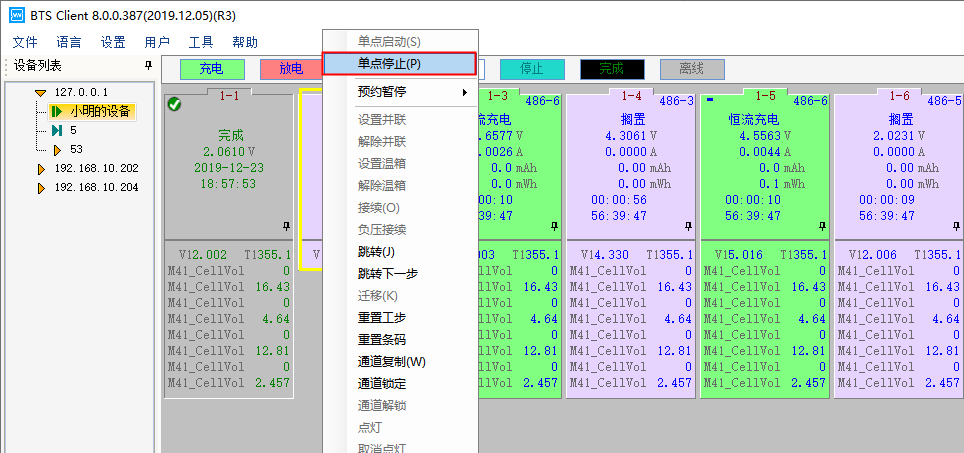 BTS Client 8.0.0.387(2019.12.05)(R3)
文件 语言 设置 用户 工具 帮助
设备列表
127.0.0.1
小明的设备
5
53
192.168.10.202
192.168.10.204
充电 放电 停止 完成 离线
单点启动(S)
单点停止(P)
预约暂停
设置并联
解除并联
设置温箱
解除温箱
接续(O)
负压接续
跳转(J)
跳转下一步
迁移(K)
重置工步
重置条码
通道复制(W)
通道锁定
通道解锁
点灯
取消点灯
1-1
完成
2.0610 V
2019-12-23
18:57:53
V12.002 T1355.1
M41_CellVol 0
M41_CellVol 16.43
M41_CellVol 0
M41_CellVol 4.64
M41_CellVol 0
M41_CellVol 12.81
M41_CellVol 0
M41_CellVol 2.457
V
1-3
486-6
流充电
.6577 V
.0026 A
0.0 mAh
0.0 mWh
:00:10
:39:47
003 T1355.1
_CellVol 0
_CellVol 16.43
_CellVol 0
_CellVol 4.64
_CellVol 0
_CellVol 12.81
_CellVol 0
_CellVol 2.457
1-4
486-3
搁置
4.3061 V
0.0000 A
0.0 mAh
0.0 mWh
00:00:56
56:39:47
V14.330 T1355.1
M41_CellVol 0
M41_CellVol 16.43
M41_CellVol 0
M41_CellVol 4.64
M41_CellVol 0
M41_CellVol 12.81
M41_CellVol 0
M41_CellVol 2.457
1-5
486-6
恒流充电
4.5563 V
0.0044 A
0.0 mAh
0.1 mWh
00:00:10
56:39:47
V15.016 T1355.1
M41_CellVol 0
M41_CellVol 16.43
M41_CellVol 0
M41_CellVol 4.64
M41_CellVol 0
M41_CellVol 12.81
M41_CellVol 0
M41_CellVol 2.457
1-6
486-5
搁置
2.0231 V
0.0000 A
0.0 mAh
0.0 mWh
00:00:09
56:39:47
V12.006 T1355.1
M41_CellVol 0
M41_CellVol 16.43
M41_CellVol 0
M41_CellVol 4.64
M41_CellVol 0
M41_CellVol 12.81
M41_CellVol 0
M41_CellVol 2.457